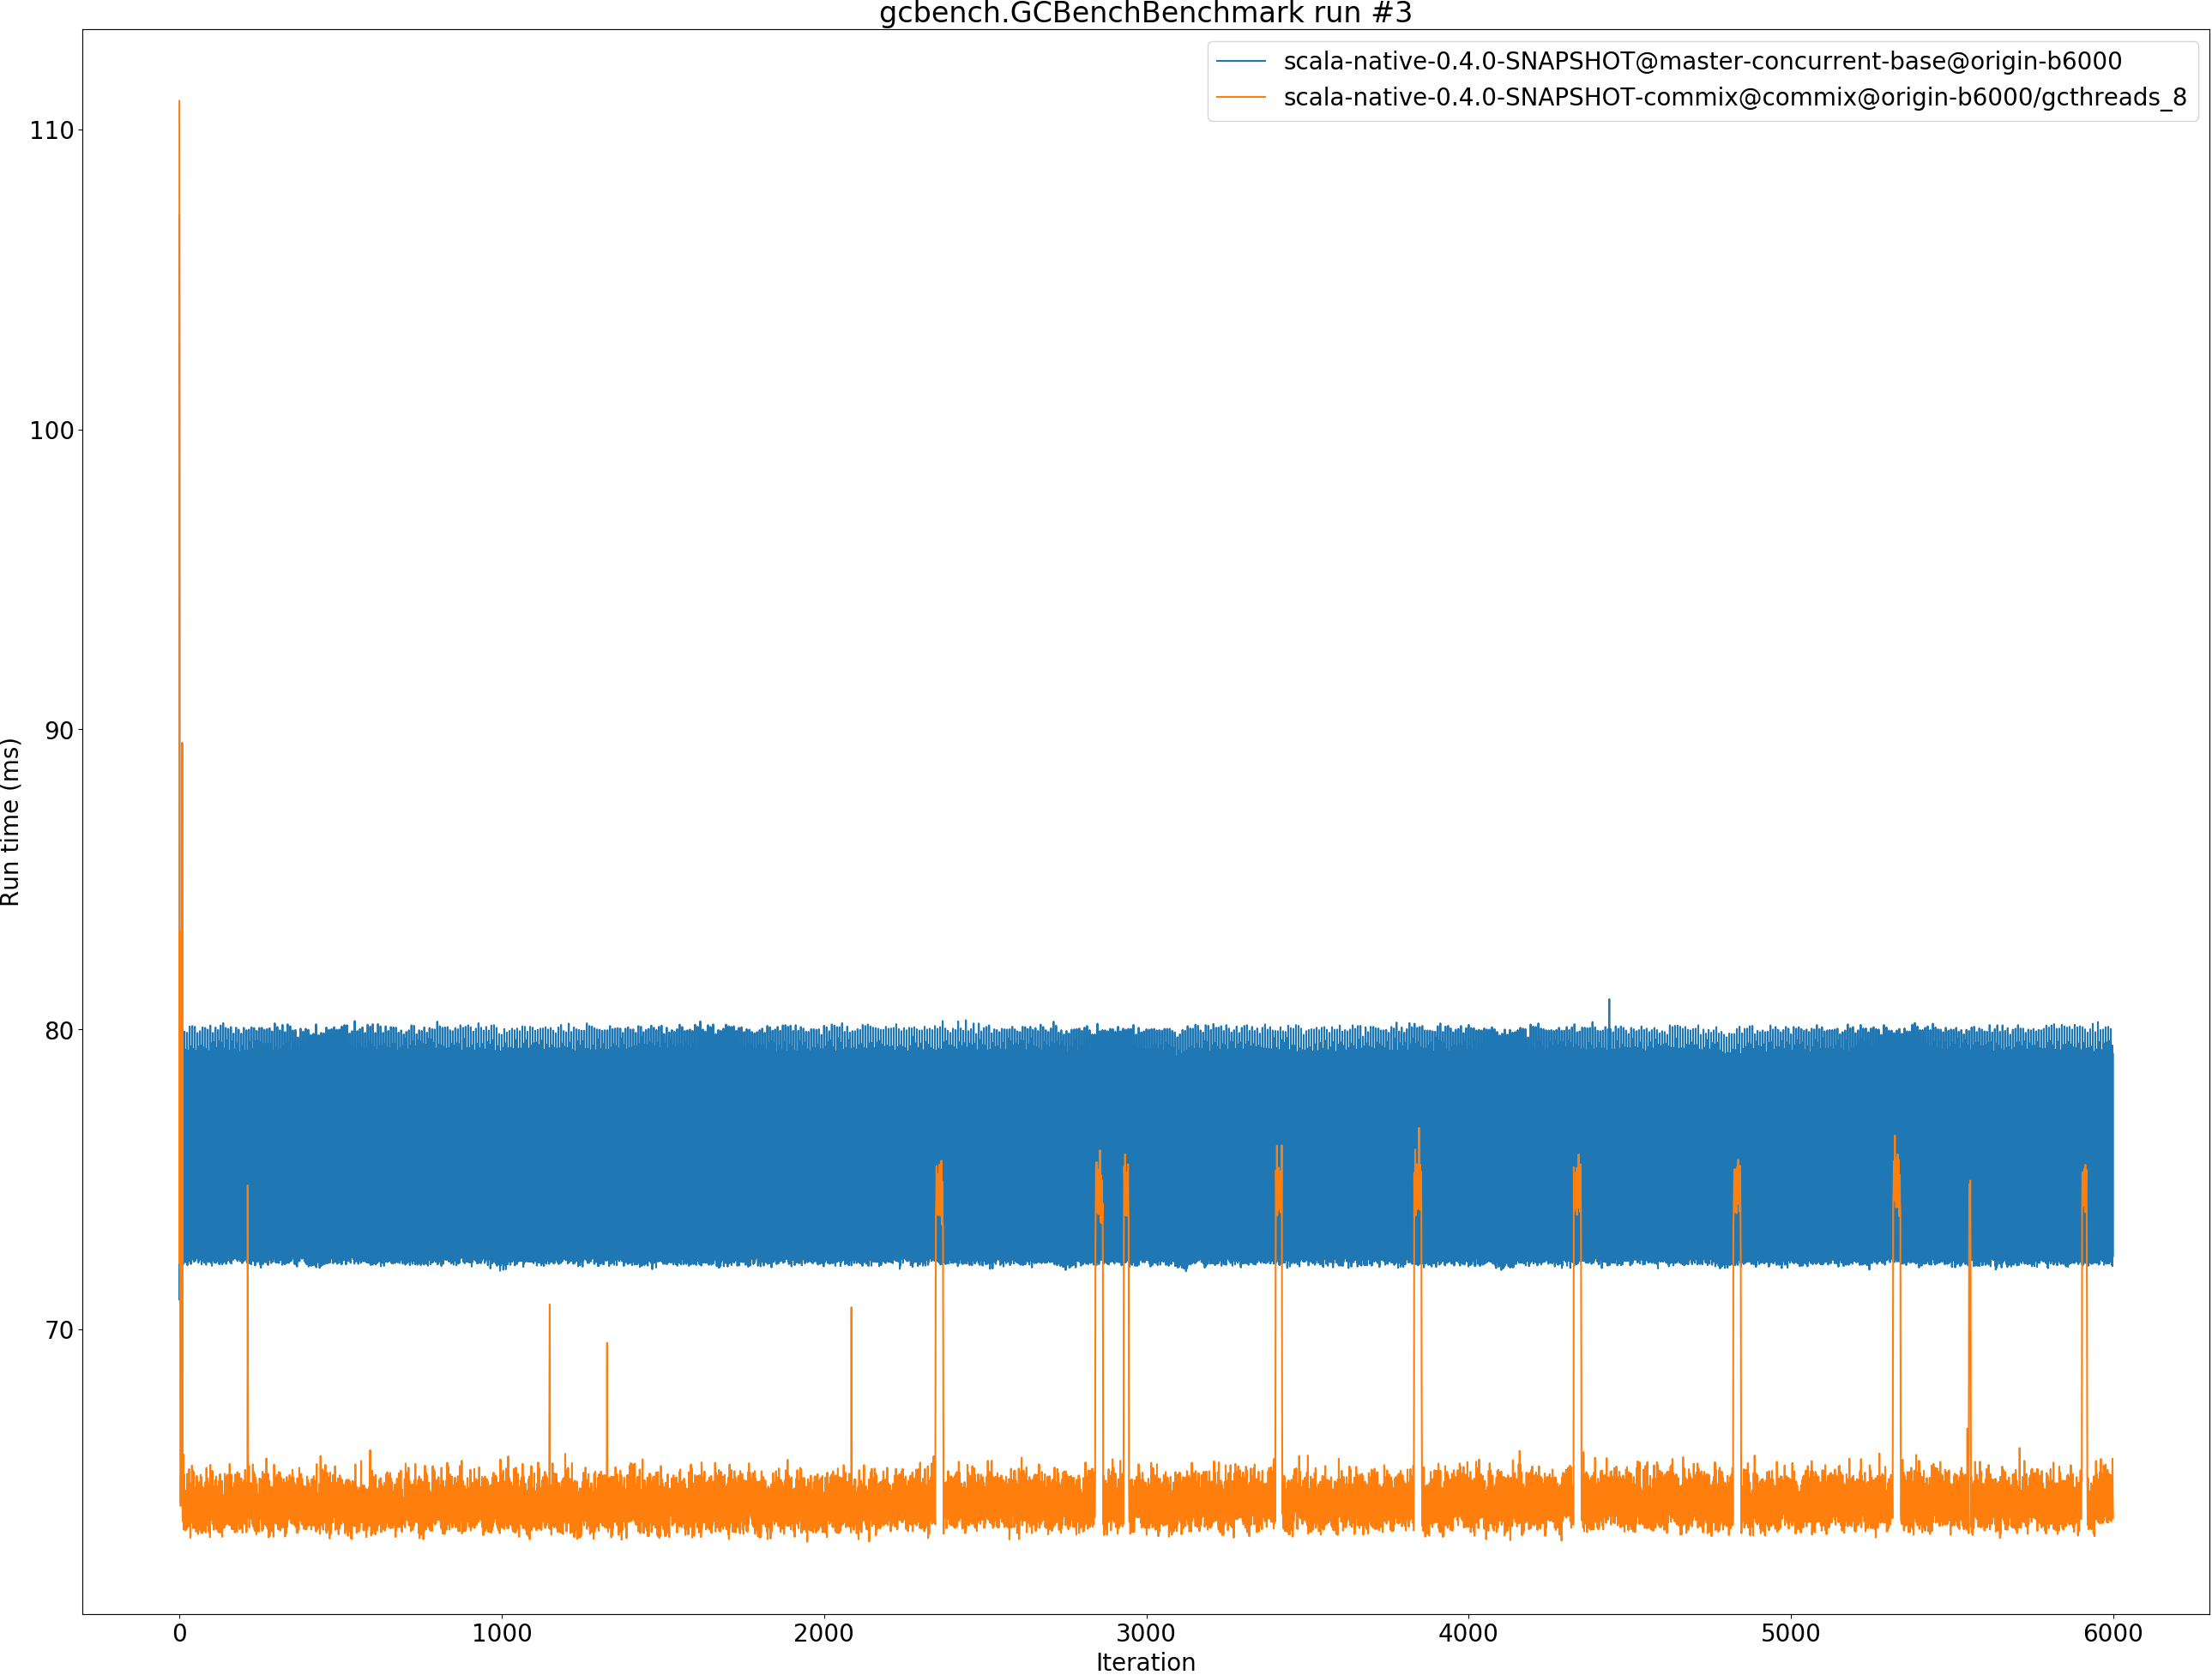 gcbench.GCBenchBenchmark run #3
scala-native-0.4.0-SNAPSHOT@master-concurrent-base@origin-b6000
scala-native-0.4.0-SNAPSHOT-commix@commix@origin-b6000/gcthreads_8
110
100
90
80
70
Run time (ms)
0 1000 2000 3000 4000 5000 6000
Iteration